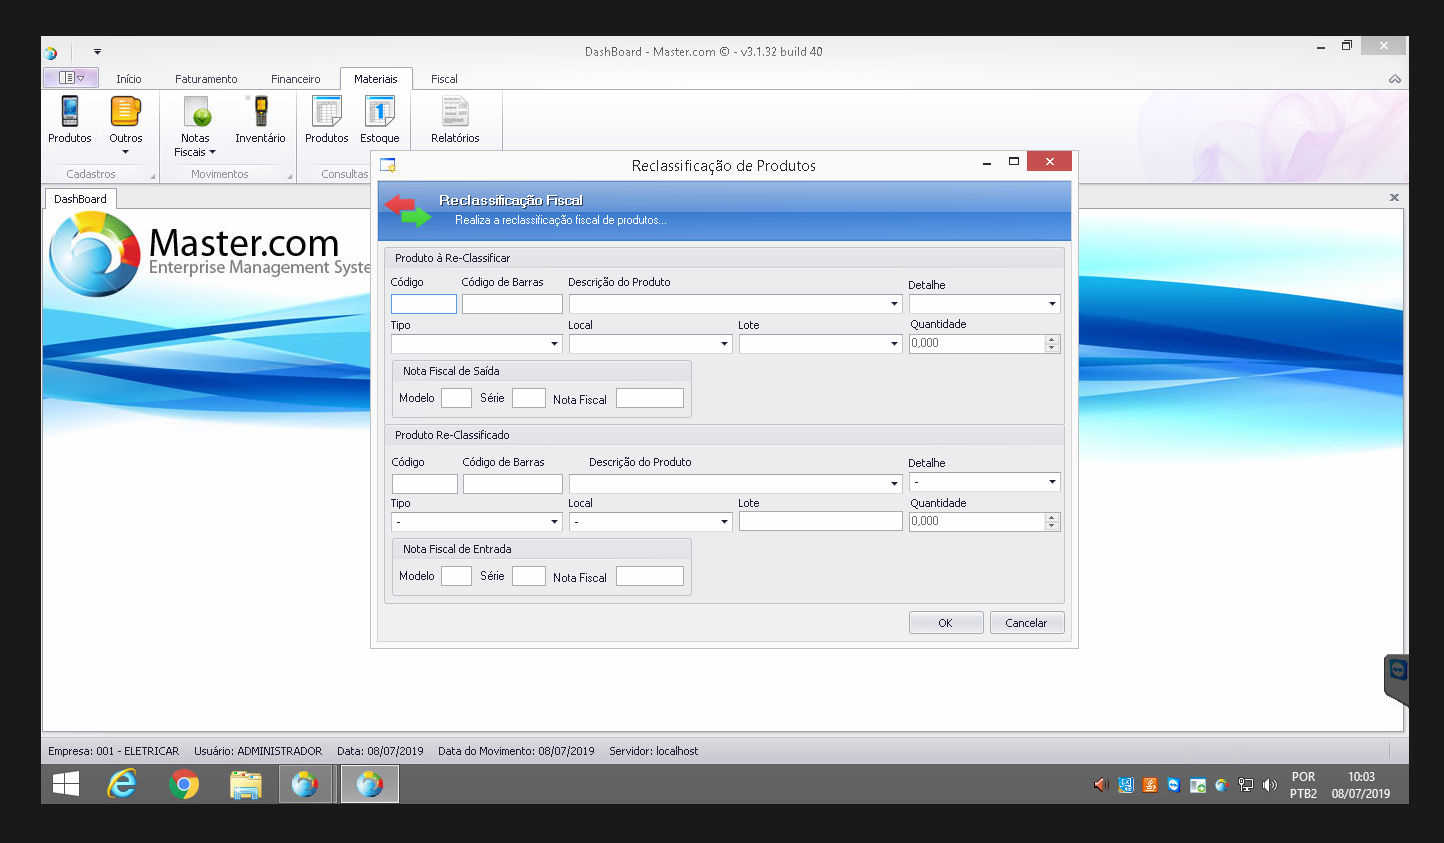 DashBoard - Master.com © - v3.1.32 build 40
Início Faturamento Financeiro Materiais Fiscal
Produtos Outros Notas Fiscais Inventário Produtos Estoque Relatórios
Cadastros Movimentos Consultas
DashBoard
Master.com
Enterprise Management Syste
Reclassificação de Produtos
Reclassificação Fiscal
Realiza a reclassificação fiscal de produtos...
Produto à Re-Classificar
Código Código de Barras Descrição do Produto Detalhe
Tipo Local Lote Quantidade
0,000
Nota Fiscal de Saída
Modelo Série Nota Fiscal
Produto Re-Classificado
Código Código de Barras Descrição do Produto Detalhe
-
Tipo Local Lote Quantidade
- - 0,000
Nota Fiscal de Entrada
Modelo Série Nota Fiscal
OK Cancelar
Empresa: 001 - ELETRICAR Usuário: ADMINISTRADOR Data: 08/07/2019 Data do Movimento: 08/07/2019 Servidor: localhost
POR 10:03
PTB2 08/07/2019